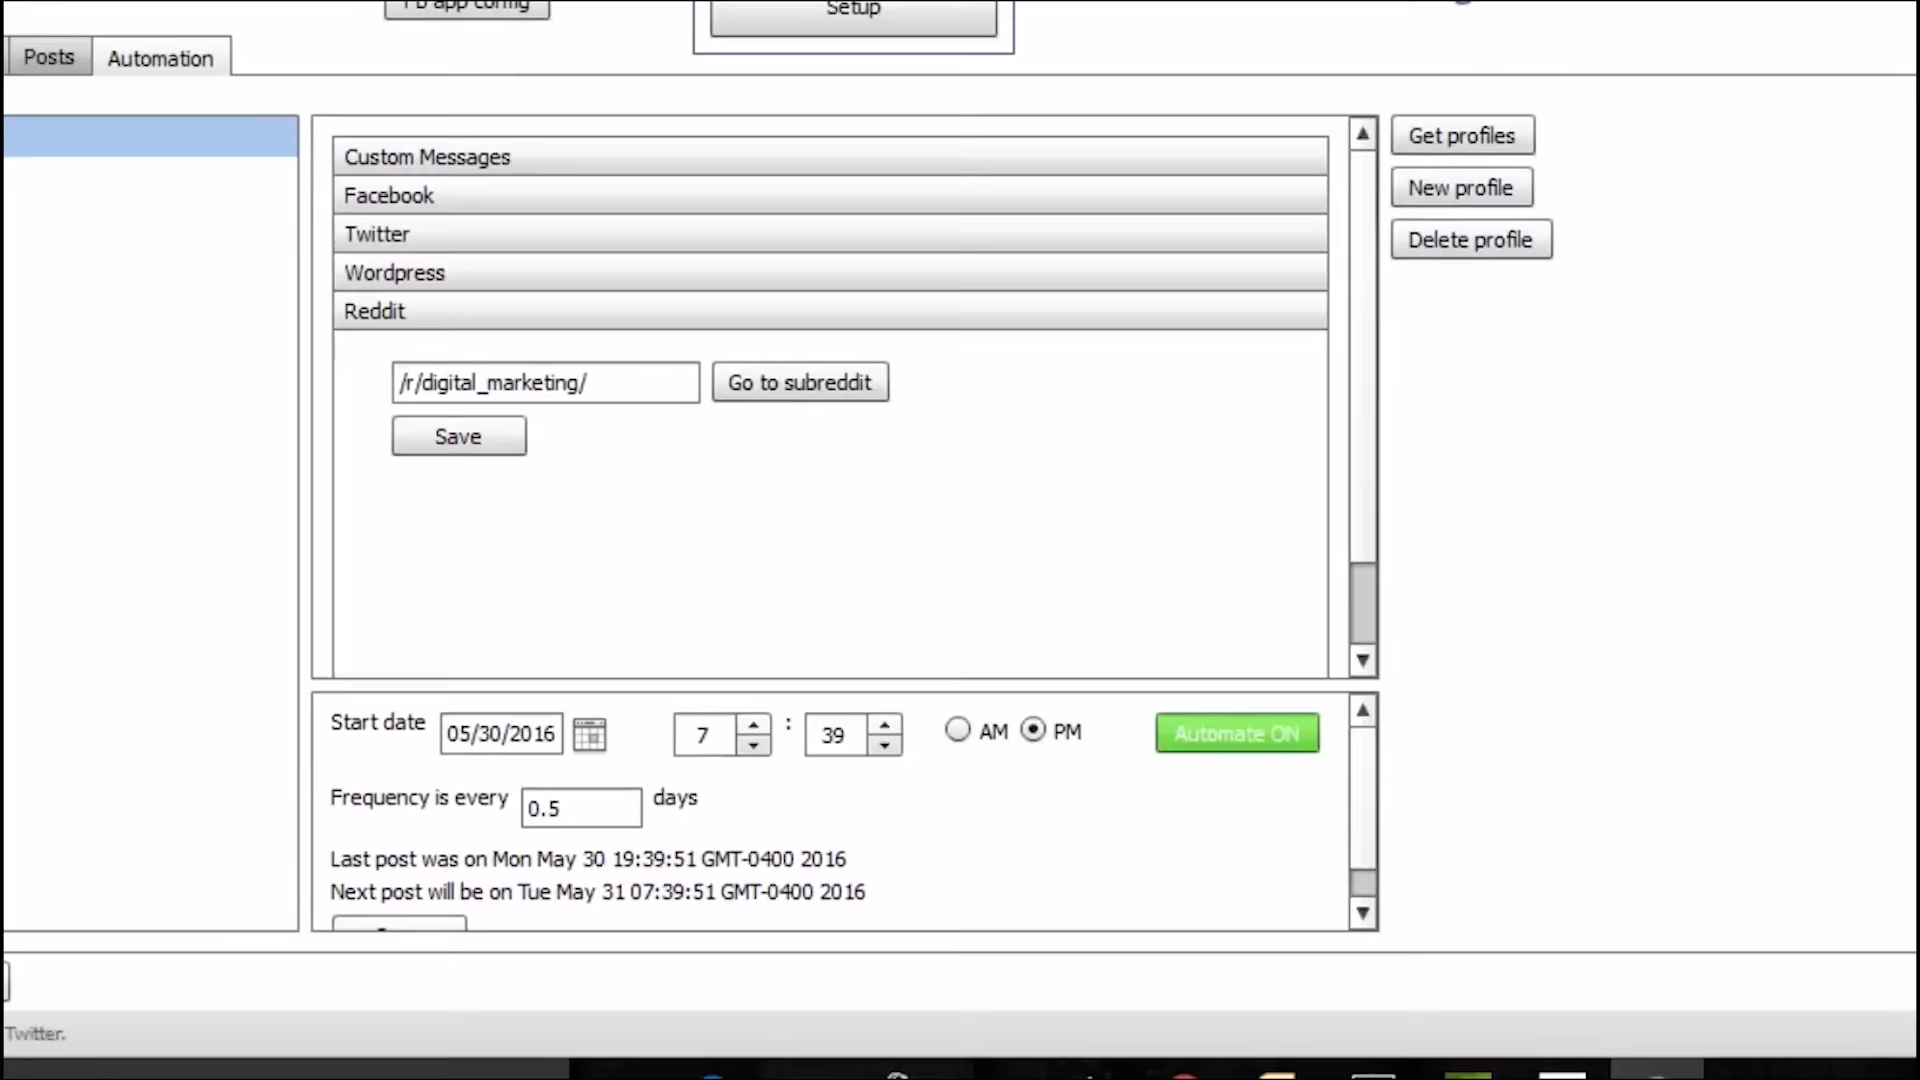 app config
Setup
Posts
Automation
Custom Messages
Get profiles
Facebook
New profile
Twitter
Delete profile
Wordpress
Reddit
/r/digital_marketing/
Go to subreddit
Save
Start date 05/30/2016 7 : 39 AM PM Automate ON
Frequency is every 0.5 days
Last post was on Mon May 30 19:39:51 GMT-0400 2016
Next post will be on Tue May 31 07:39:51 GMT-0400 2016
Twitter.